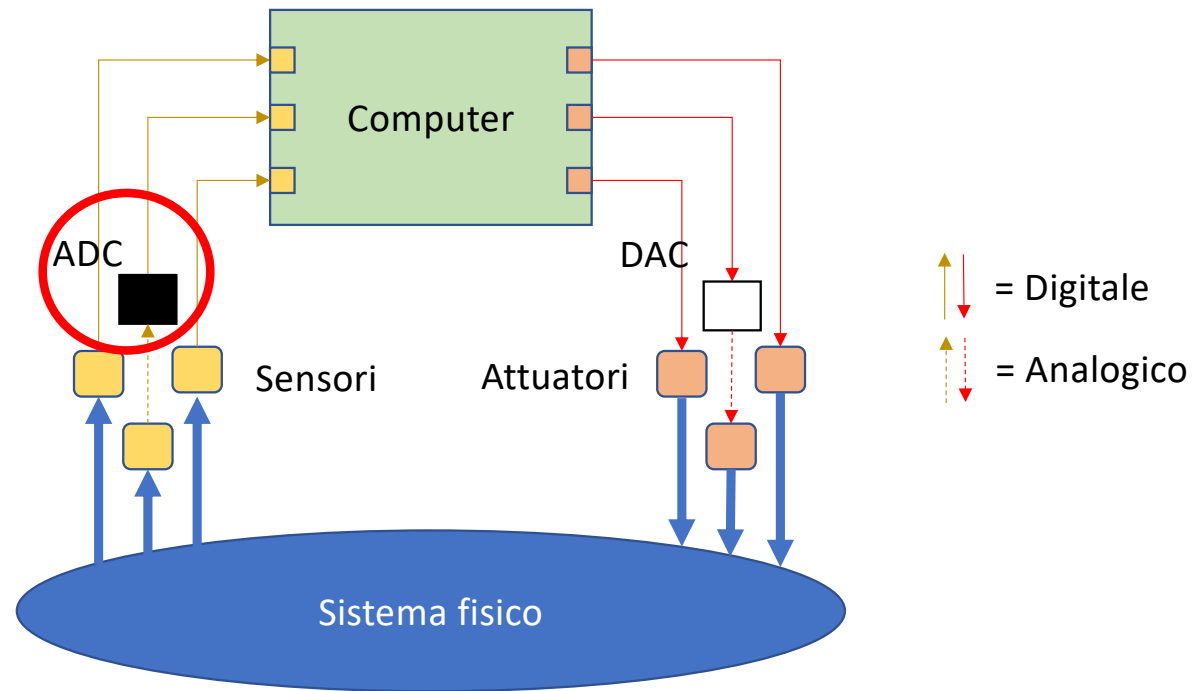 Computer
ADC
DAC
= Digitale
Sensori
Attuatori
= Analogico
Sistema fisico